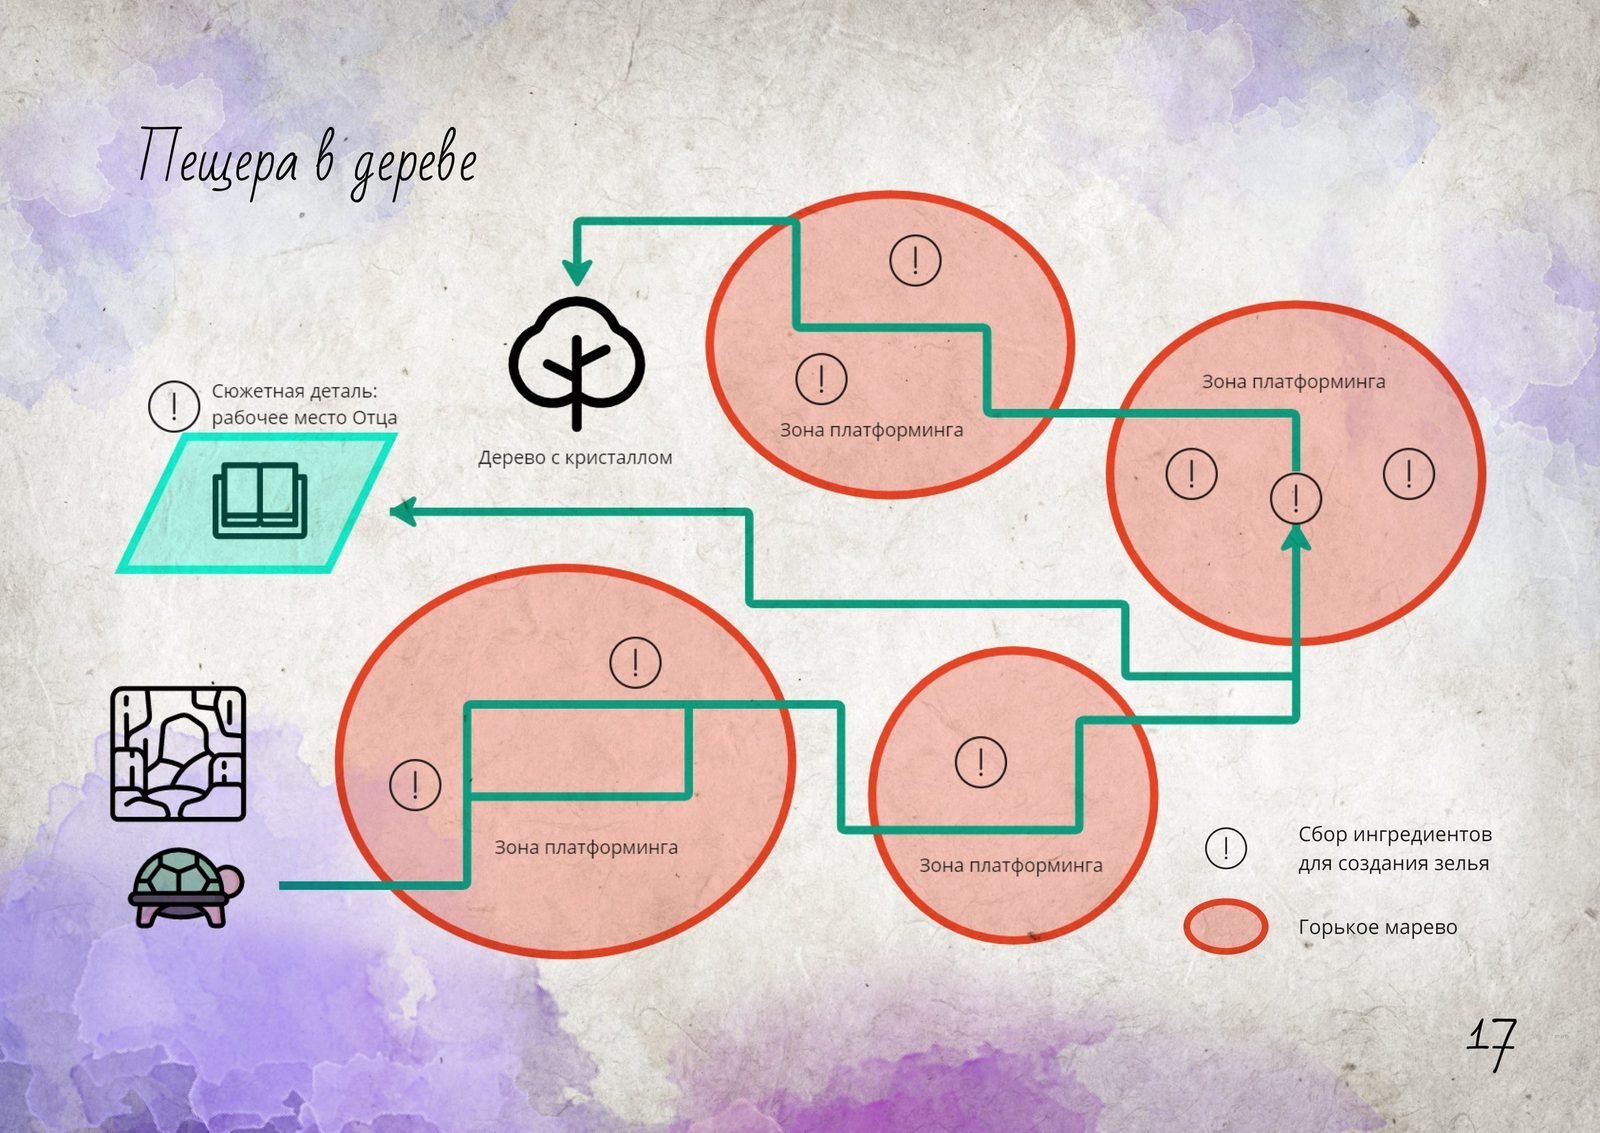 Пещера в дереве
Сюжетная деталь:
рабочее место Отца
Дерево с кристаллом
Зона платформинга
Зона платформинга
Зона платформинга
Зона платформинга
Сбор ингредиентов
для создания зелья
Горькое марево
17